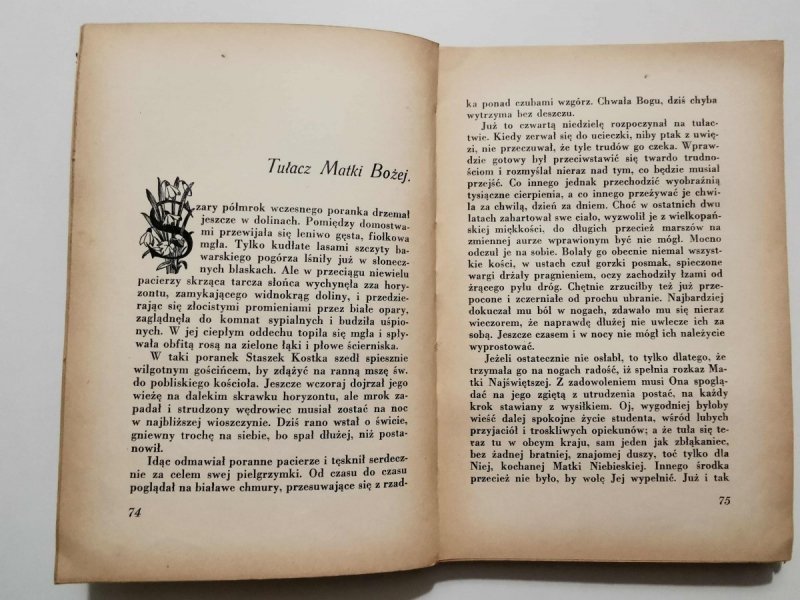 Tułacz Matki Bożej.
Szary półmrok wczesnego poranka drzemał
jeszcze w dolinach. Pomiędzy domostwa-
mi przewijała się leniwo gęsta, fiołkowa
mgła. Tylko kudłate lasami szczyty ba-
warskiego pogórza lśniły już w słonecz-
nych blaskach. Ale w przeciągu niewielu
pacierzy skrząca tarcza słońca wychynęła zza hory-
zontu, zamykającego widnokrąg doliny, i przedzie-
rając się złocistymi promieniami przez białe opary,
zaglądnęła do komnat sypialnych i budziła uśpio-
nych. W jej ciepłym oddechu topiła się mgła i spły-
wała obfitą rosą na zielone łąki i płowe ścierniska.
W taki poranek Staszek Kostka szedł spiesznie
wilgotnym gościńcem, by zdążyć na ranną mszę św.
do pobliskiego kościoła. Jeszcze wczoraj dojrzał jego
wieżę na dalekim skrawku horyzontu, ale mrok za-
padał i strudzony wędrowiec musiał zostać na noc
w najbliższej wioszczynie. Dziś rano wstał o świcie,
gniewny trochę na siebie, bo spał dłużej, niż posta-
nowił.
Idąc odmawiał poranne pacierze i tęsknił serdecz-
nie za celem swej pielgrzymki. Od czasu do czasu
poglądał na białawe chmury, przesuwające się z rzad-
74
ka ponad czubami wzgórz. Chwała Bogu, dziś chyba
wytrzyma bez deszczu.
Już to czwartą niedzielę rozpoczynał na tułac-
twie. Kiedy zerwał się do ucieczki, niby ptak z uwię-
zi, nie przeczuwał, że tyle trudów go czeka. Wpraw-
dzie gotowy był przeciwstawić się twardo trudno-
ściom i rozmyślał nieraz nad tym, co będzie musiał
przejść. Co innego jednak przechodzić wyobraźnią
tysiączne cierpienia, a co innego przeżywać je chwi-
la za chwilą, dzień za dniem. Choć w ostatnich dwu
latach zahartował swe ciało, wyzwolił je z wielkopań-
skiej miękkości, do długich przecież marszów na
zmiennej aurze wprawionym być nie mógł. Mocno
odczuł je na sobie. Bolały go obecnie niemal wszyst-
kie kości, w ustach czuł gorzki posmak, spieczone
wargi drżały pragnieniem, oczy zachodziły łzami od
żrącego pyłu dróg. Chętnie zrzuciłby też już prze-
pocone i zczerniałe od prochu ubranie. Najbardziej
dokuczał mu ból w nogach, zdawało mu się nieraz
wieczorem, że naprawdę dłużej nie uwlecze ich za
sobą. Jeszcze czasem i w nocy nie mógł ich należycie
wyprostować.
Jeżeli ostatecznie nie osłabł, to tylko dlatego, że
trzymała go na nogach radość, iż spełnia rozkaz Mat-
ki Najświętszej. Z zadowoleniem musi Ona spoglą-
dać na jego zgiętą z utrudzenia postać, na każdy
krok stawiany z wysiłkiem. Oj, wygodniej byłoby
wieść dalej spokojne życie studenta, wśród lubych
przyjaciół i troskliwych opiekunów; a że tuła się te-
raz tu w obcym kraju, sam jeden jak zbłąkaniec,
bez żadnej bratniej, znajomej duszy, toć tylko dla
Niej, kochanej Matki Niebieskiej. Innego środka
przecież nie było, by wolę Jej wypełnić. Już i tak
75